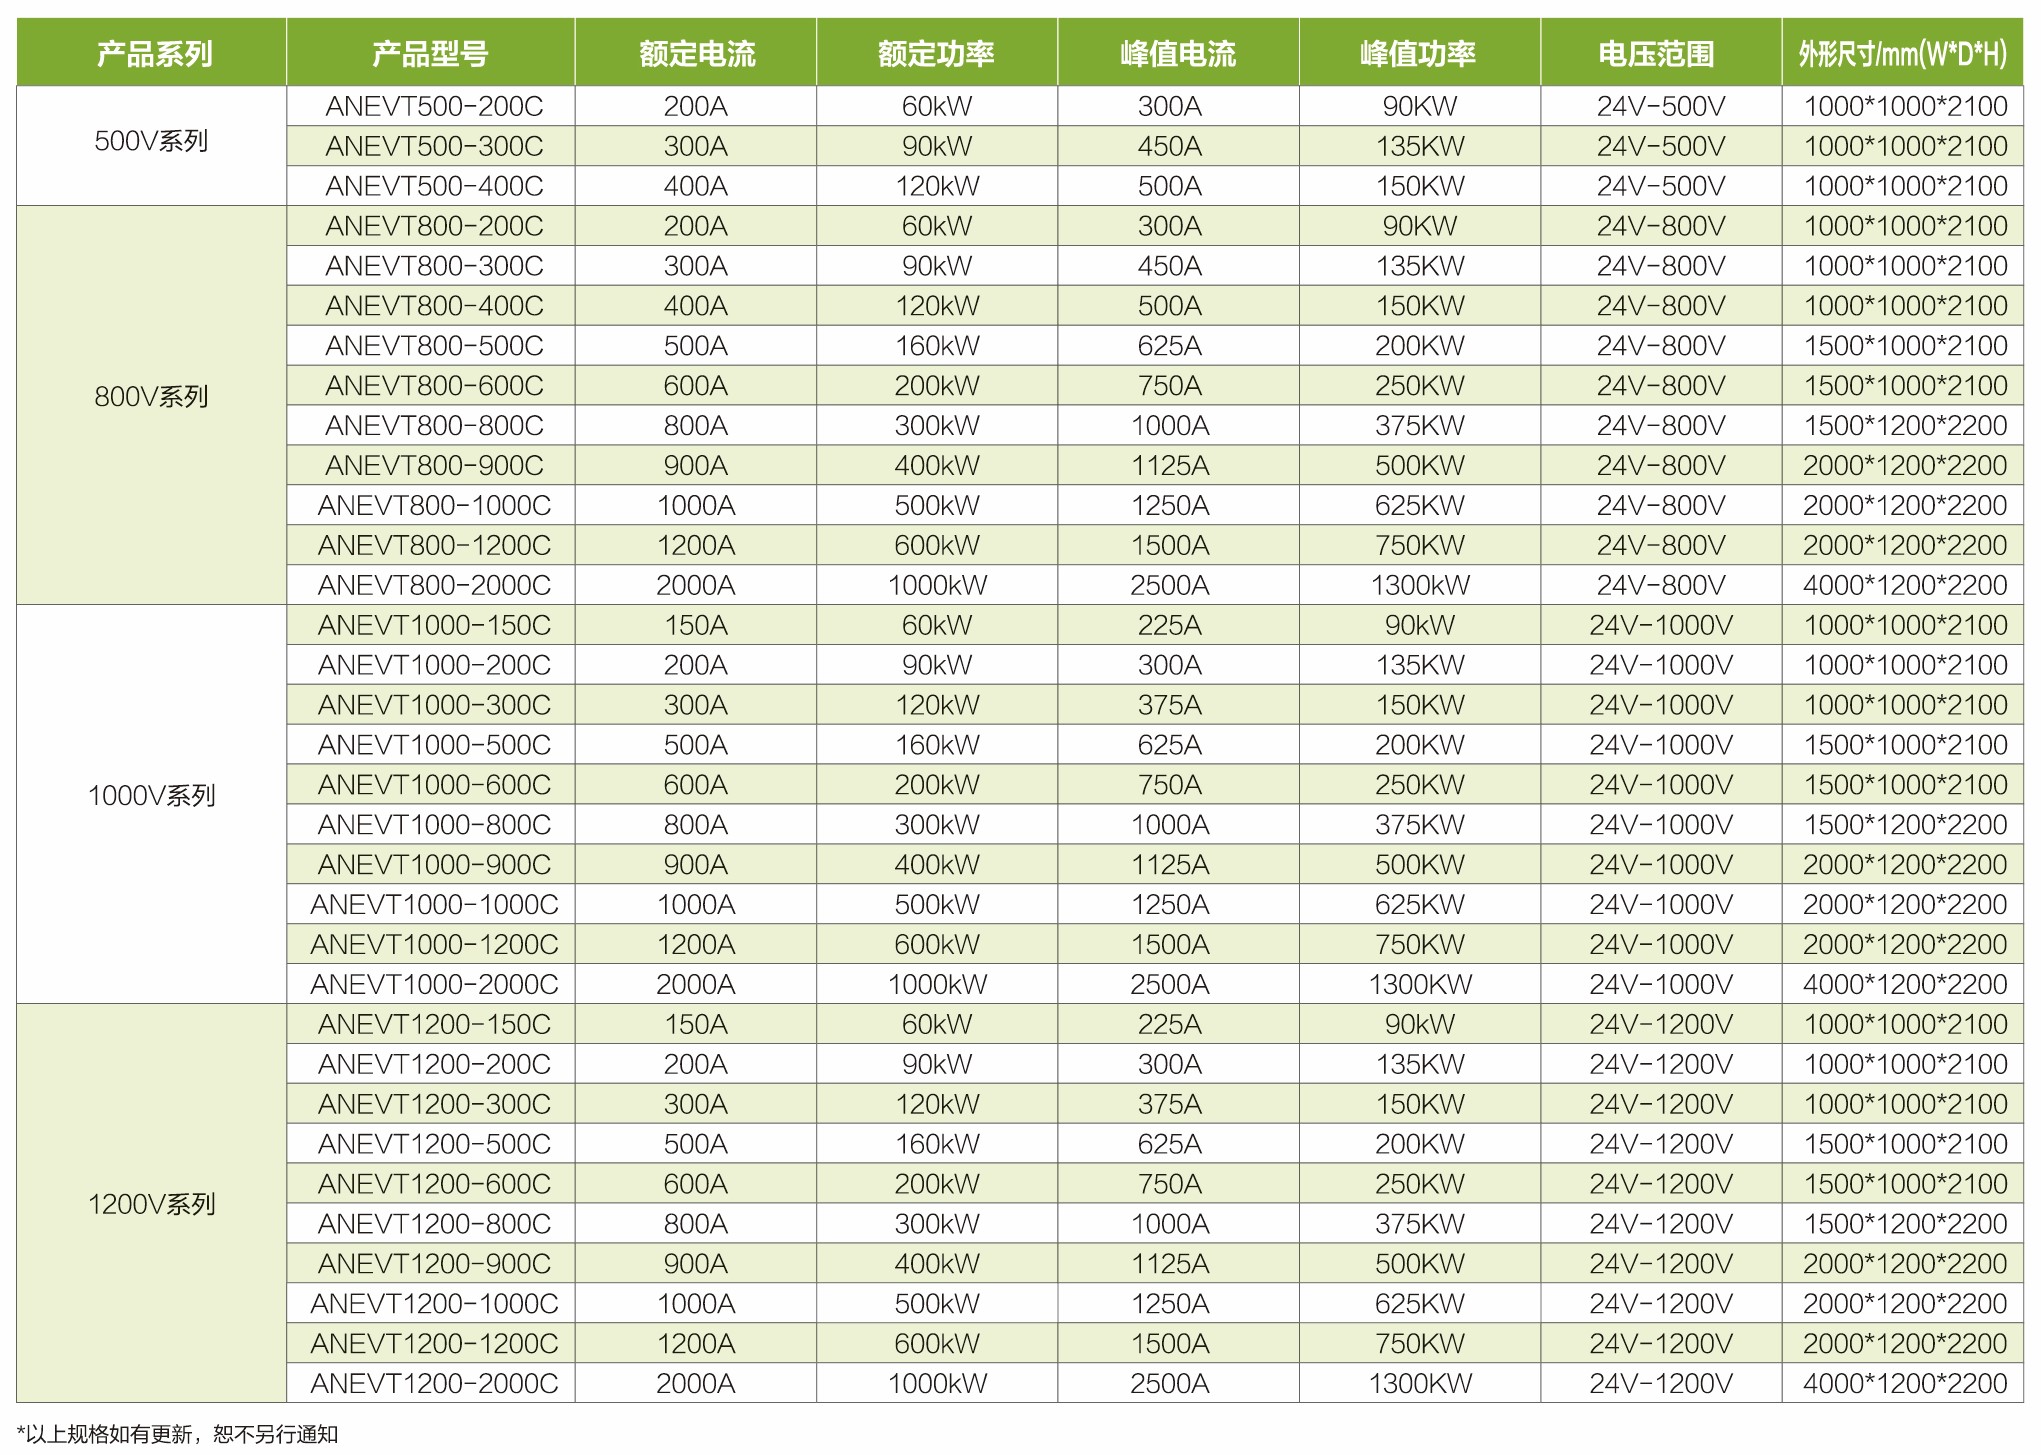 产品系列 产品型号 额定电流 额定功率 峰值电流 峰值功率 电压范围 外形尺寸/mm(W*D*H)
500V系列
ANEVT500-200C 200A 60kW 300A 90KW 24V-500V 1000*1000*2100
ANEVT500-300C 300A 90kW 450A 135KW 24V-500V 1000*1000*2100
ANEVT500-400C 400A 120kW 500A 150KW 24V-500V 1000*1000*2100
800V系列
ANEVT800-200C 200A 60kW 300A 90KW 24V-800V 1000*1000*2100
ANEVT800-300C 300A 90kW 450A 135KW 24V-800V 1000*1000*2100
ANEVT800-400C 400A 120kW 500A 150KW 24V-800V 1000*1000*2100
ANEVT800-500C 500A 160kW 625A 200KW 24V-800V 1500*1000*2100
ANEVT800-600C 600A 200kW 750A 250KW 24V-800V 1500*1000*2100
ANEVT800-800C 800A 300kW 1000A 375KW 24V-800V 1500*1200*2200
ANEVT800-900C 900A 400kW 1125A 500KW 24V-800V 2000*1200*2200
ANEVT800-1000C 1000A 500kW 1250A 625KW 24V-800V 2000*1200*2200
ANEVT800-1200C 1200A 600kW 1500A 750KW 24V-800V 2000*1200*2200
ANEVT800-2000C 2000A 1000kW 2500A 1300kW 24V-800V 4000*1200*2200
1000V系列
ANEVT1000-150C 150A 60kW 225A 90kW 24V-1000V 1000*1000*2100
ANEVT1000-200C 200A 90kW 300A 135KW 24V-1000V 1000*1000*2100
ANEVT1000-300C 300A 120kW 375A 150KW 24V-1000V 1000*1000*2100
ANEVT1000-500C 500A 160kW 625A 200KW 24V-1000V 1500*1000*2100
ANEVT1000-600C 600A 200kW 750A 250KW 24V-1000V 1500*1000*2100
ANEVT1000-800C 800A 300kW 1000A 375KW 24V-1000V 1500*1200*2200
ANEVT1000-900C 900A 400kW 1125A 500KW 24V-1000V 2000*1200*2200
ANEVT1000-1000C 1000A 500kW 1250A 625KW 24V-1000V 2000*1200*2200
ANEVT1000-1200C 1200A 600kW 1500A 750KW 24V-1000V 2000*1200*2200
ANEVT1000-2000C 2000A 1000kW 2500A 1300KW 24V-1000V 4000*1200*2200
1200V系列
ANEVT1200-150C 150A 60kW 225A 90kW 24V-1200V 1000*1000*2100
ANEVT1200-200C 200A 90kW 300A 135KW 24V-1200V 1000*1000*2100
ANEVT1200-300C 300A 120kW 375A 150KW 24V-1200V 1000*1000*2100
ANEVT1200-500C 500A 160kW 625A 200KW 24V-1200V 1500*1000*2100
ANEVT1200-600C 600A 200kW 750A 250KW 24V-1200V 1500*1000*2100
ANEVT1200-800C 800A 300kW 1000A 375KW 24V-1200V 1500*1200*2200
ANEVT1200-900C 900A 400kW 1125A 500KW 24V-1200V 2000*1200*2200
ANEVT1200-1000C 1000A 500kW 1250A 625KW 24V-1200V 2000*1200*2200
ANEVT1200-1200C 1200A 600kW 1500A 750KW 24V-1200V 2000*1200*2200
ANEVT1200-2000C 2000A 1000kW 2500A 1300KW 24V-1200V 4000*1200*2200
*以上规格如有更新，恕不另行通知